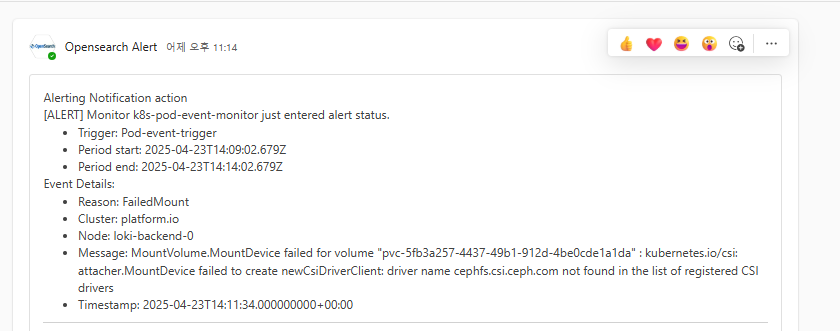 OpenSearch
Opensearch Alert 어제 오후 11:14
Alerting Notification action
[ALERT] Monitor k8s-pod-event-monitor just entered alert status.
• Trigger: Pod-event-trigger
• Period start: 2025-04-23T14:09:02.679Z
• Period end: 2025-04-23T14:14:02.679Z
Event Details:
• Reason: FailedMount
• Cluster: platform.io
• Node: loki-backend-0
• Message: MountVolume.MountDevice failed for volume "pvc-5fb3a257-4437-49b1-912d-4be0cde1a1da" : kubernetes.io/csi:
attacher.MountDevice failed to create newCsiDriverClient: driver name cephfs.csi.ceph.com not found in the list of registered CSI
drivers
• Timestamp: 2025-04-23T14:11:34.000000000+00:00